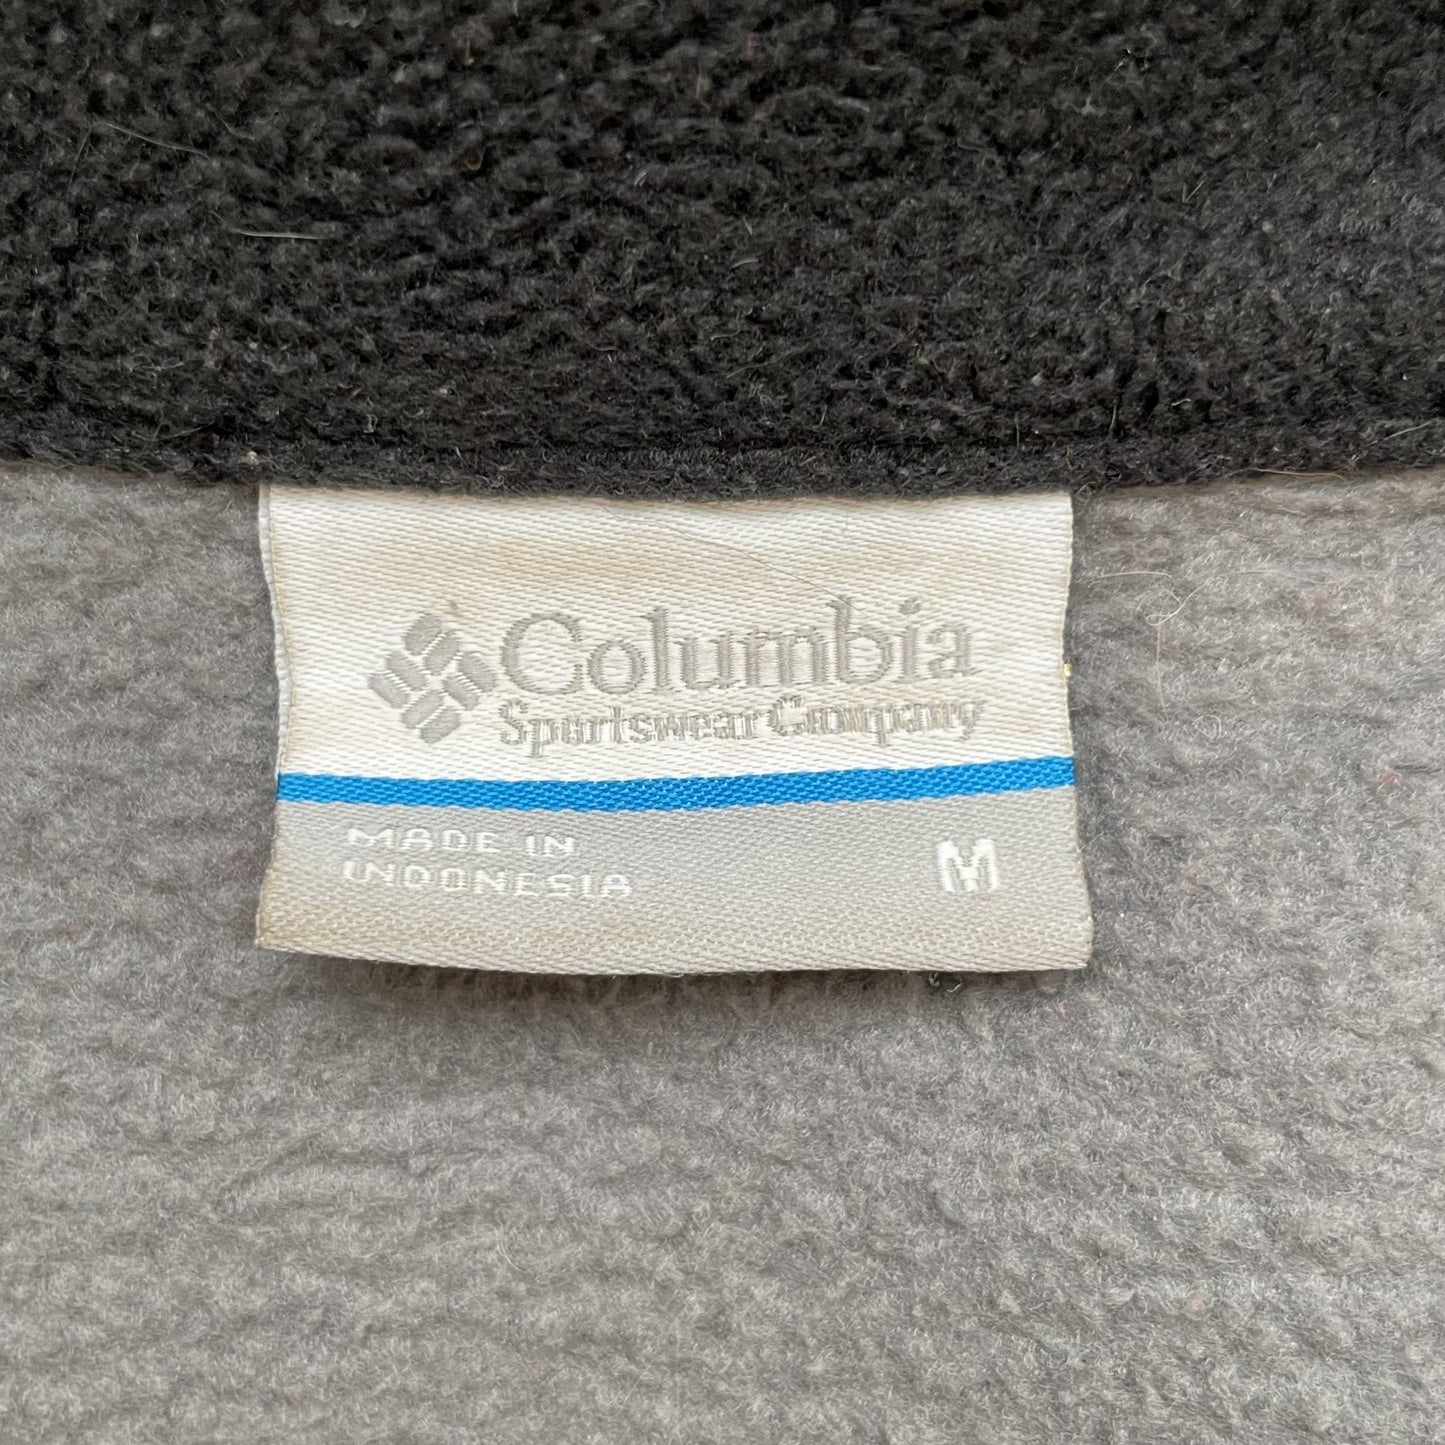 Columbia
Sportswear Company
MADE IN
INDONESIA
M